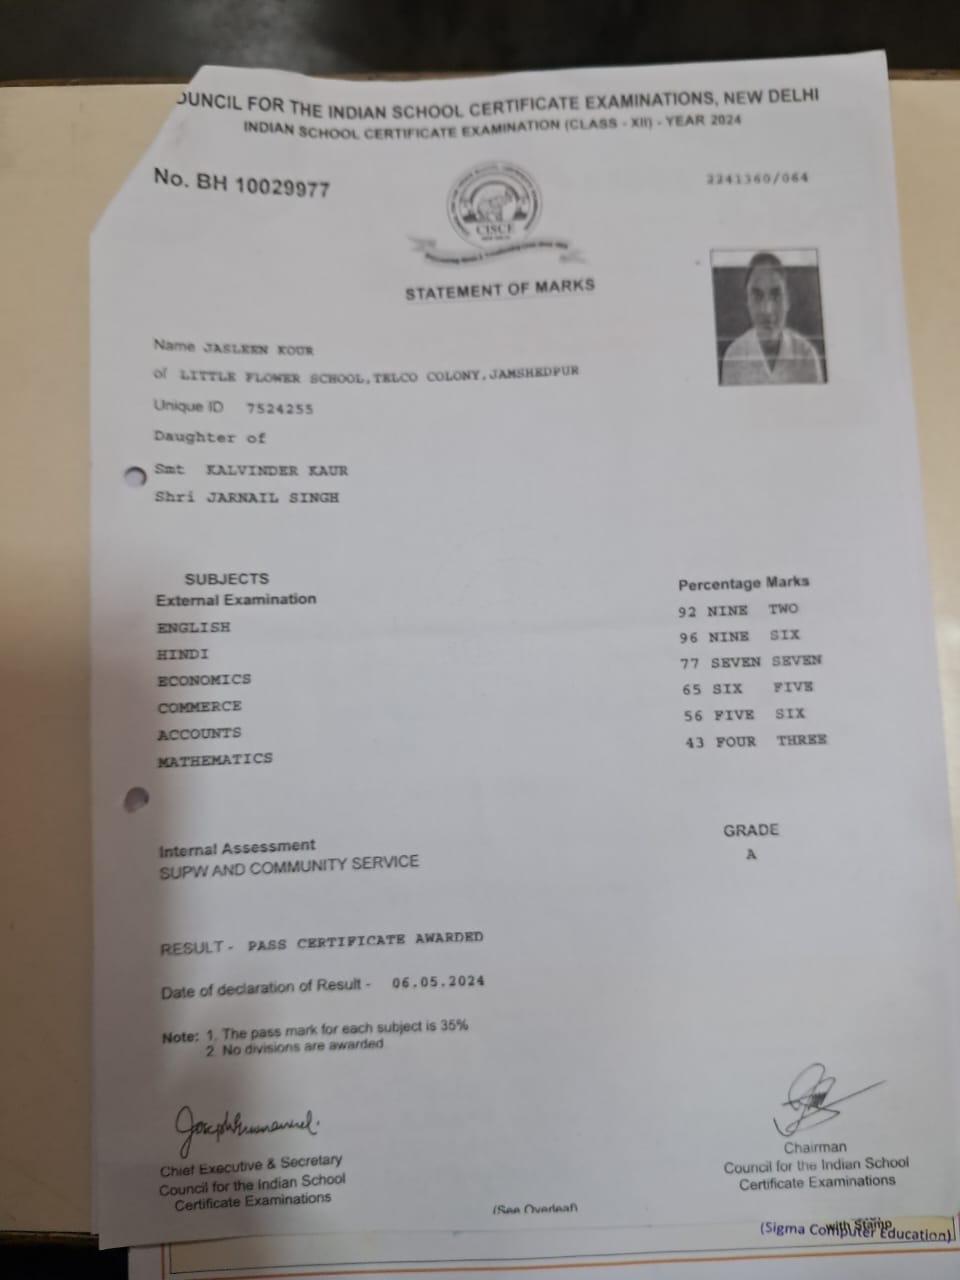 OUNCIL FOR THE INDIAN SCHOOL CERTIFICATE EXAMINATIONS, NEW DELHI
INDIAN SCHOOL CERTIFICATE EXAMINATION (CLASS - XII) - YEAR 2024
No. BH 10029977
2241360/064
CISCE
STATEMENT OF MARKS
Name JASLEEN KOUR
of LITTLE FLOWER SCHOOL, TELCO COLONY, JAMSHEDPUR
Unique ID 7524255
Daughter of
Smt KALVINDER KAUR
Shri JARNAIL SINGH
SUBJECTS Percentage Marks
External Examination
ENGLISH 92 NINE TWO
HINDI 96 NINE SIX
ECONOMICS 77 SEVEN SEVEN
COMMERCE 65 SIX FIVE
ACCOUNTS 56 FIVE SIX
MATHEMATICS 43 FOUR THREE
Internal Assessment GRADE
SUPW AND COMMUNITY SERVICE A
RESULT - PASS CERTIFICATE AWARDED
Date of declaration of Result - 06.05.2024
Note: 1. The pass mark for each subject is 35%
2. No divisions are awarded
Chief Executive & Secretary
Council for the Indian School
Certificate Examinations
Chairman
Council for the Indian School
Certificate Examinations
(See Overleaf)
with Stamp
(Sigma Computer Education)